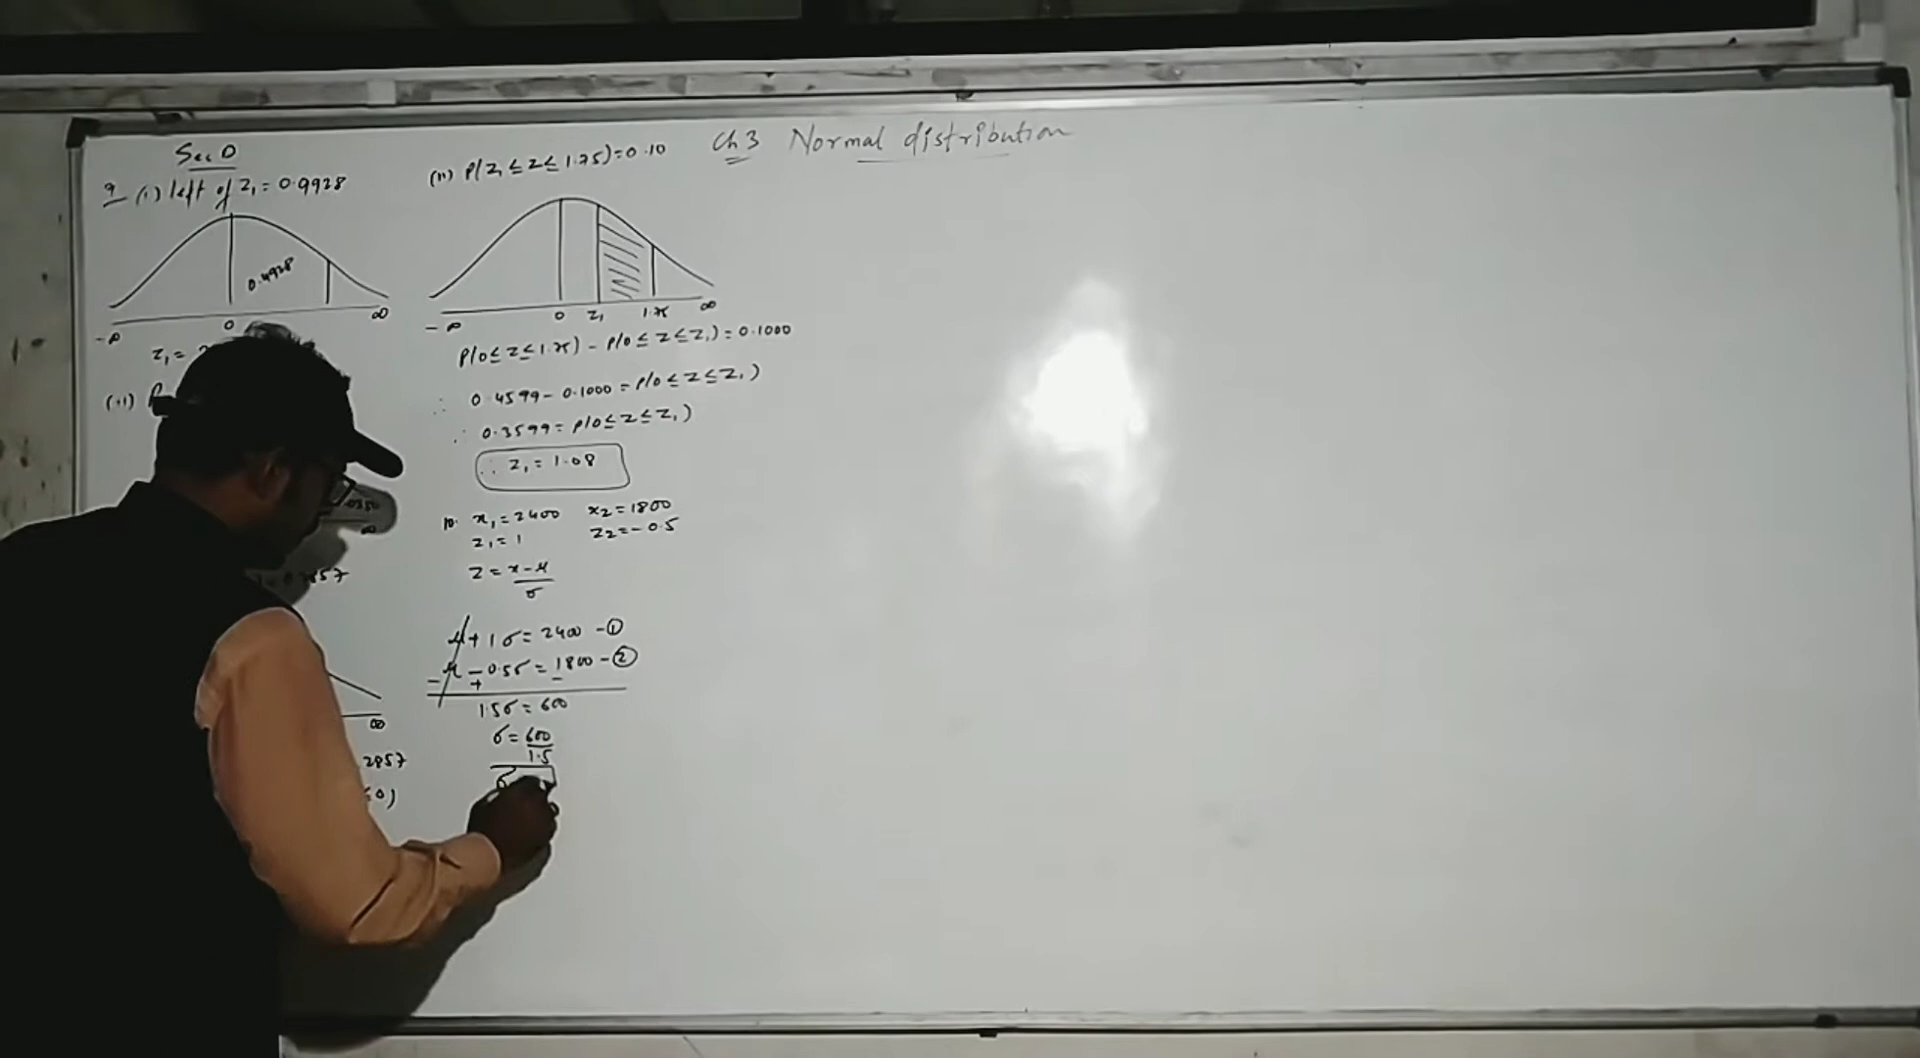 Ch 3 Normal distribution
Sec D
9 (i) left of Z₁ = 0.9928
0.4928
-∞ 0 ∞
Z₁ =
(ii)
∞
∞
2857
(iii) P(Z₁ ≤ Z ≤ 1.75) = 0.10
-∞ 0 Z₁ 1.75 ∞
P(0 ≤ Z ≤ 1.75) - P(0 ≤ Z ≤ Z₁) = 0.1000
∴ 0.4599 - 0.1000 = P(0 ≤ Z ≤ Z₁)
∴ 0.3599 = P(0 ≤ Z ≤ Z₁)
∴ Z₁ = 1.08
10. x₁ = 2400 x₂ = 1800
Z₁ = 1 Z₂ = -0.5
Z = x - μ / σ
μ + 1σ = 2400 - ①
μ - 0.5σ = 1800 - ②
- + -
1.5σ = 600
σ = 600 / 1.5
σ